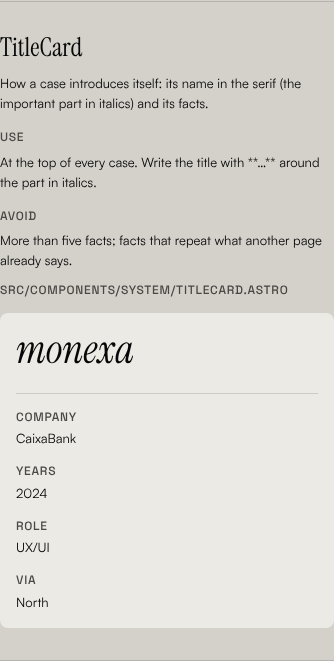 TitleCard
How a case introduces itself: its name in the serif (the
important part in italics) and its facts.
USE
At the top of every case. Write the title with **…** around
the part in italics.
AVOID
More than five facts; facts that repeat what another page
already says.
SRC/COMPONENTS/SYSTEM/TITLECARD.ASTRO
monexa
COMPANY
CaixaBank
YEARS
2024
ROLE
UX/UI
VIA
North